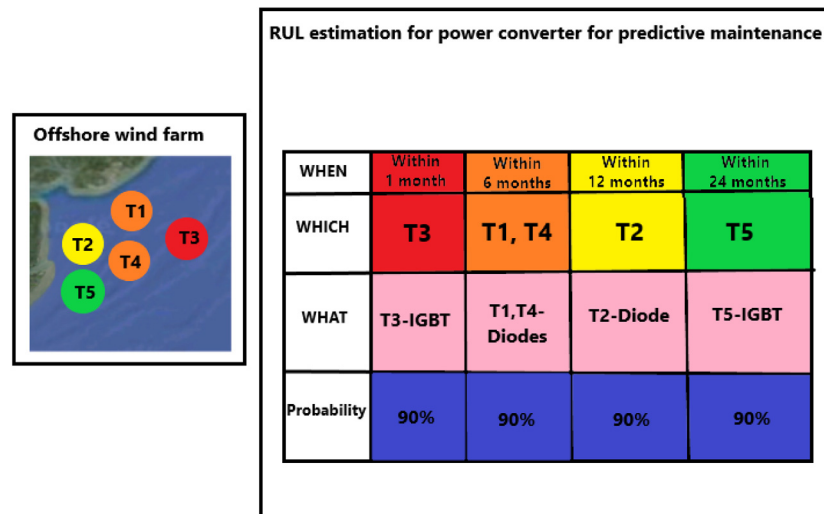 RUL estimation for power converter for predictive maintenance
Offshore wind farm
T1
T2
T3
T4
T5
WHEN
Within
1 month
Within
6 months
Within
12 months
Within
24 months
WHICH
T3
T1, T4
T2
T5
WHAT
T3-IGBT
T1,T4-
Diodes
T2-Diode
T5-IGBT
Probability
90%
90%
90%
90%